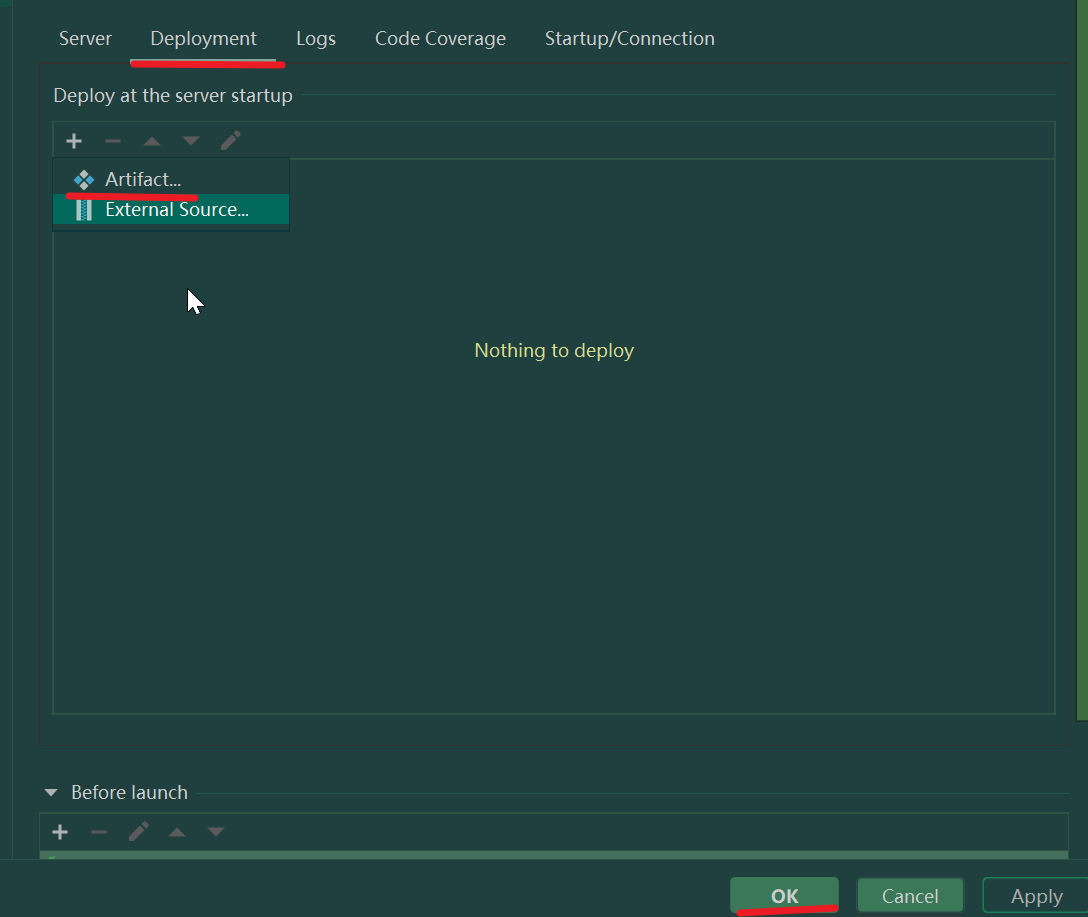 Server Deployment Logs Code Coverage Startup/Connection
Deploy at the server startup
Artifact...
External Source...
Nothing to deploy
Before launch
OK Cancel Apply